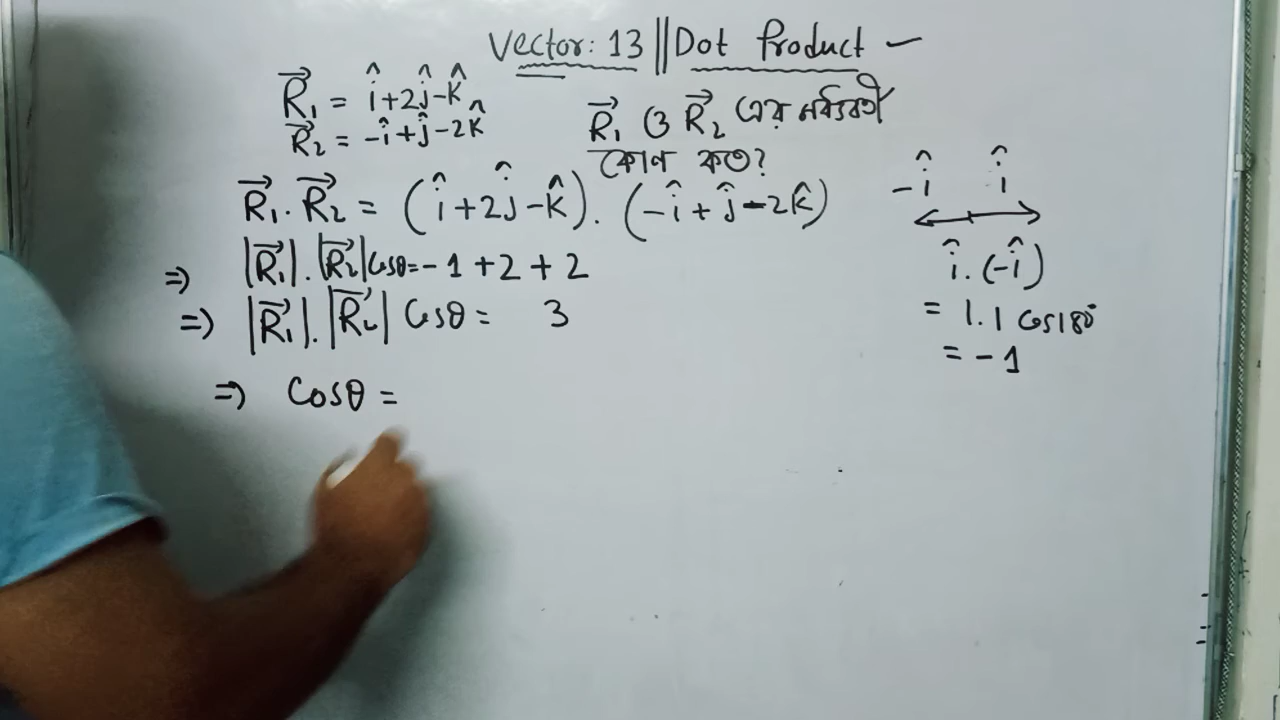 Vector: 13 || Dot Product –
R⃗₁ = î+2ĵ-k̂
R⃗₂ = -î+ĵ-2k̂
R⃗₁ ও R⃗₂ এর মধ্যবর্তী
কোণ কত?
R⃗₁. R⃗₂ = (î+2ĵ-k̂). (-î+ĵ-2k̂)
⇒ |R⃗₁|. |R⃗₂|cosθ=-1+2+2
⇒ |R⃗₁|. |R⃗₂| cosθ = 3
⇒ Cosθ =
-î î
î. (-î)
= 1.1 cos180°
= -1